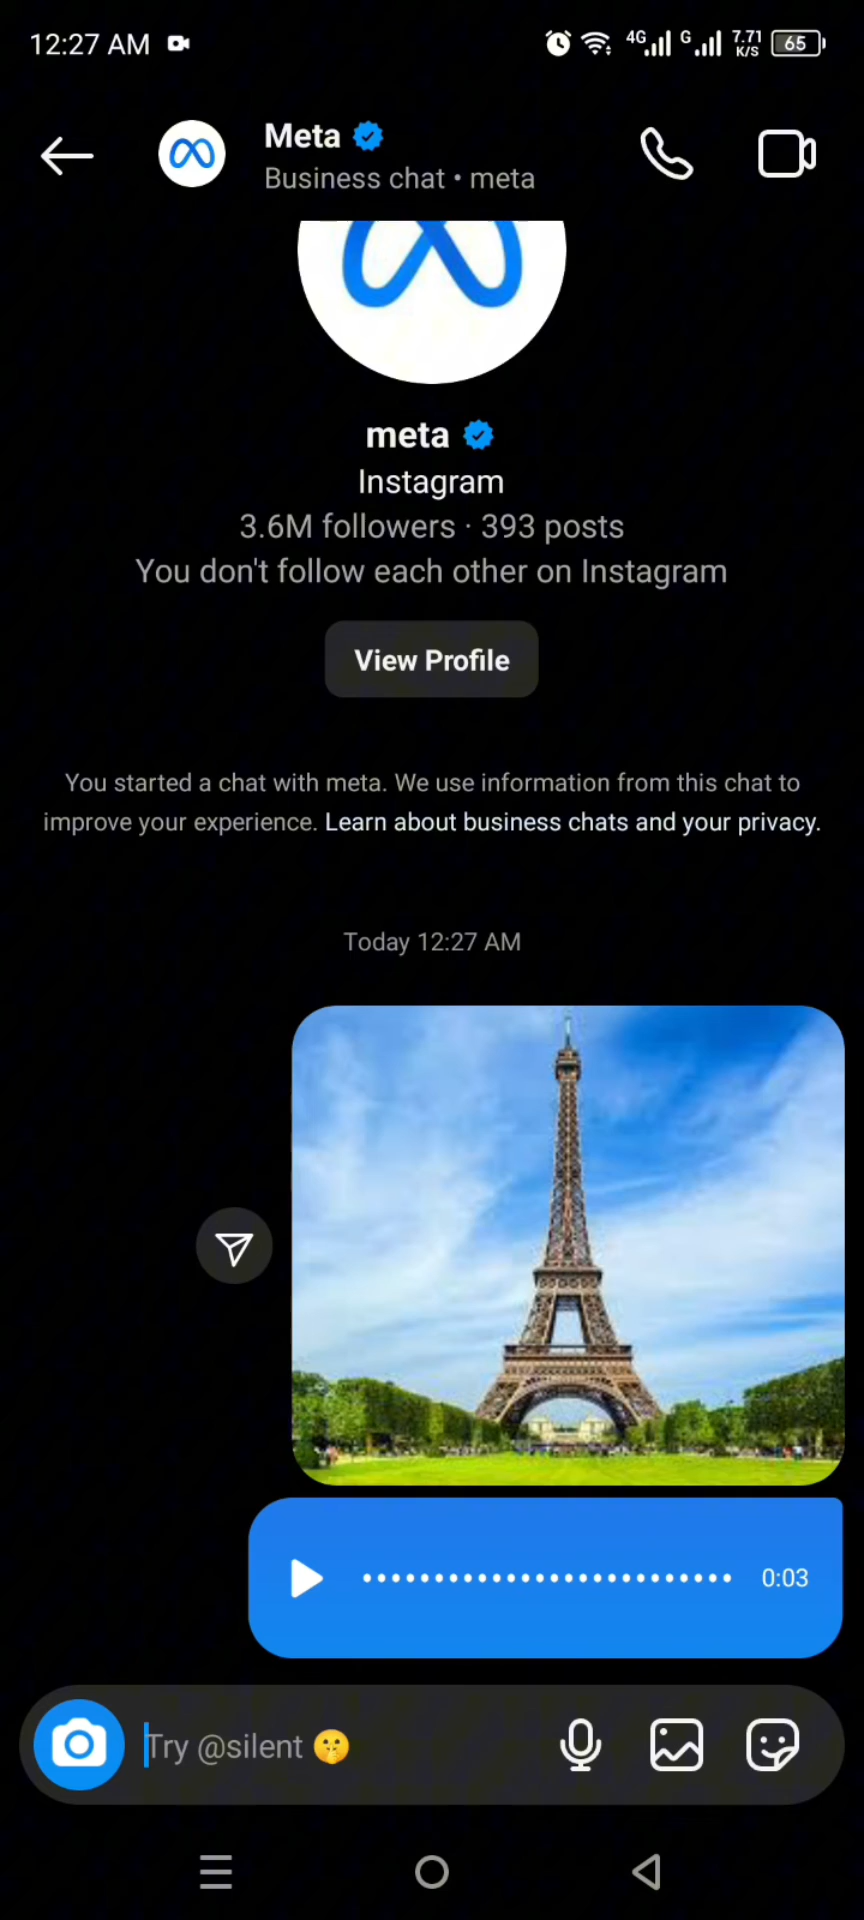 12:27 AM
4G G 7.71 K/S 65
Meta
Business chat • meta
meta
Instagram
3.6M followers · 393 posts
You don't follow each other on Instagram
View Profile
You started a chat with meta. We use information from this chat to
improve your experience. Learn about business chats and your privacy.
Today 12:27 AM
0:03
Try @silent 🤫